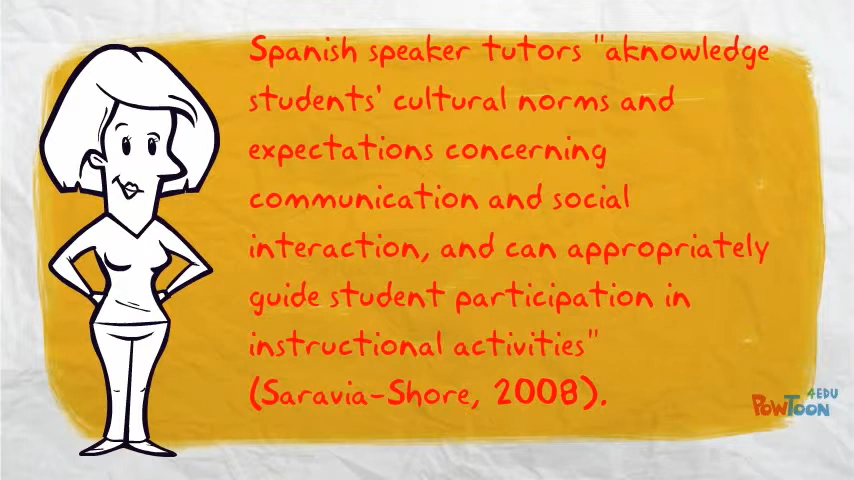 Spanish speaker tutors "aknowledge
students' cultural norms and
expectations concerning
communication and social
interaction, and can appropriately
guide student participation in
instructional activities"
(Saravia-Shore, 2008).
4EDU
POWTOON